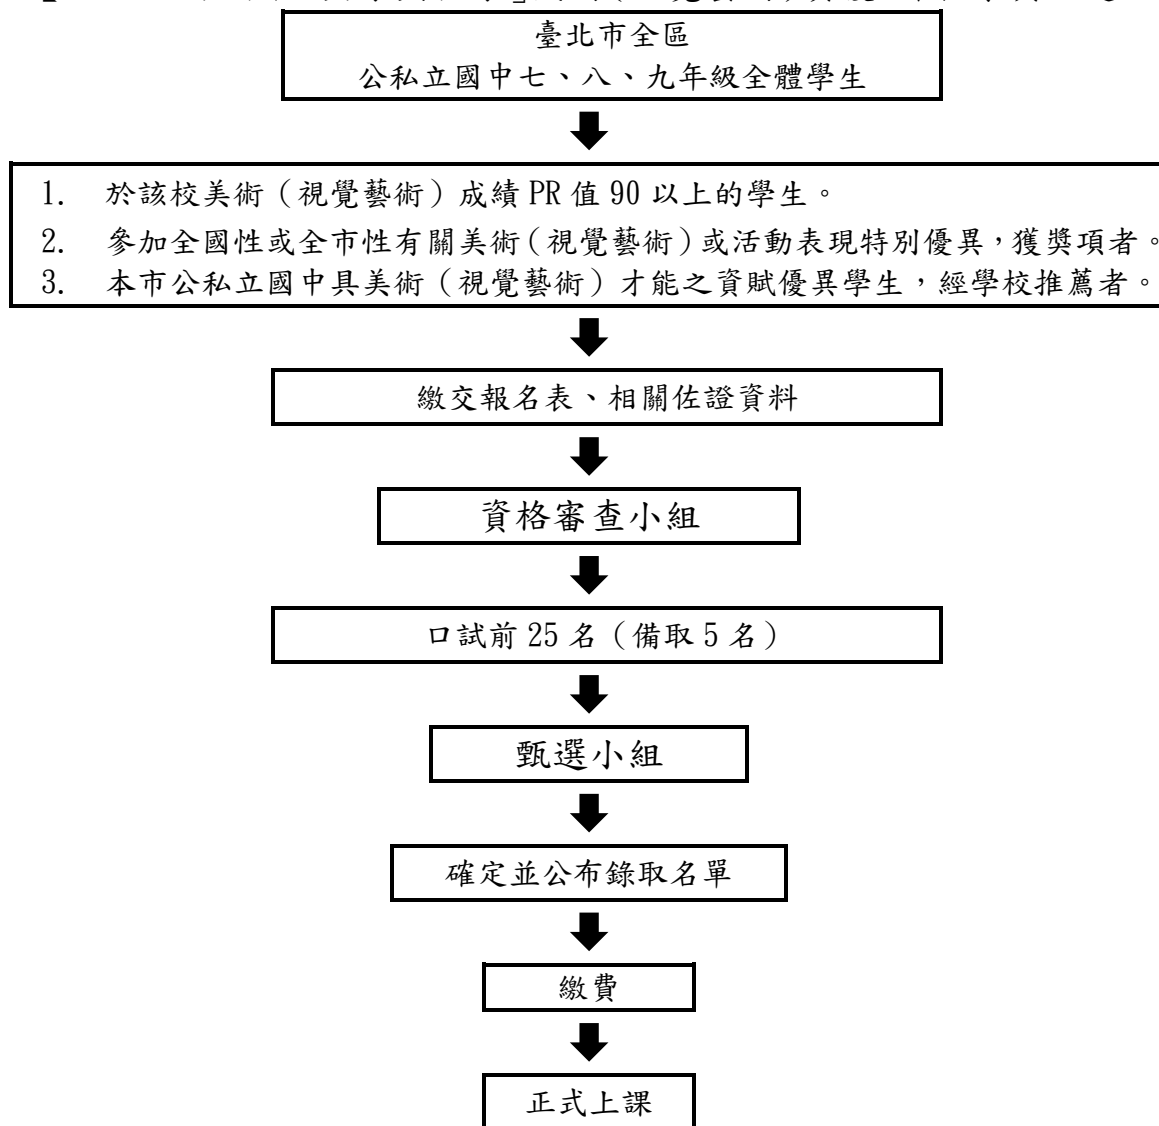 臺北市全區
公私立國中七、八、九年級全體學生
1. 於該校美術（視覺藝術）成績 PR 值 90 以上的學生。
2. 參加全國性或全市性有關美術（視覺藝術）或活動表現特別優異，獲獎項者。
3. 本市公私立國中具美術（視覺藝術）才能之資賦優異學生，經學校推薦者。
繳交報名表、相關佐證資料
資格審查小組
口試前 25 名（備取 5 名）
甄選小組
確定並公布錄取名單
繳費
正式上課